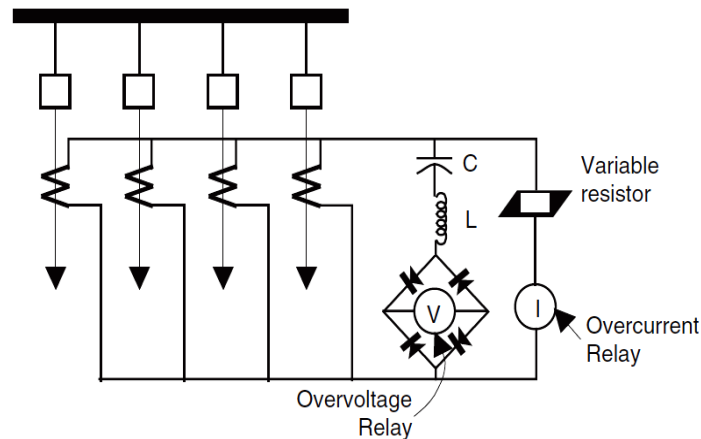 C
L
V
Variable
resistor
I
Overcurrent
Relay
Overvoltage
Relay